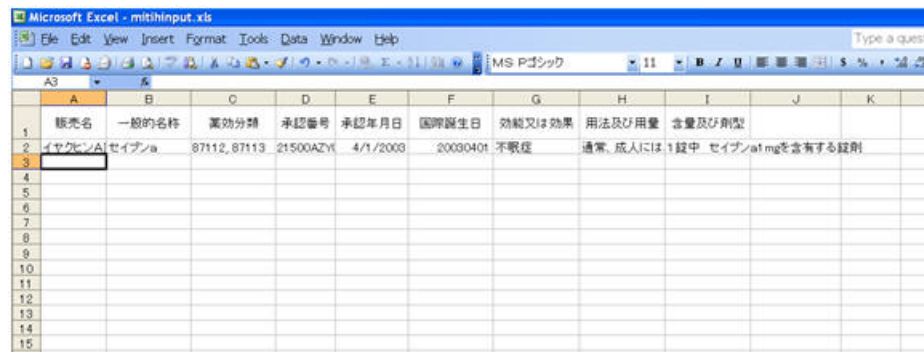 Microsoft Excel - mitihinput.xls
File Edit View Insert Format Tools Data Window Help Type a quest
MS Pゴシック 11 B I U $ % ,
A3 fx
A B C D E F G H I J K
1 販売名 一般的名称 薬効分類 承認番号 承認年月日 国際誕生日 効能又は効果 用法及び用量 含量及び剤型
2 イヤクヒンA セイブンa 87112, 87113 21500AZY 4/1/2003 20030401 不眠症 通常、成人には 1錠中 セイブンa1mgを含有する錠剤
3
4
5
6
7
8
9
10
11
12
13
14
15